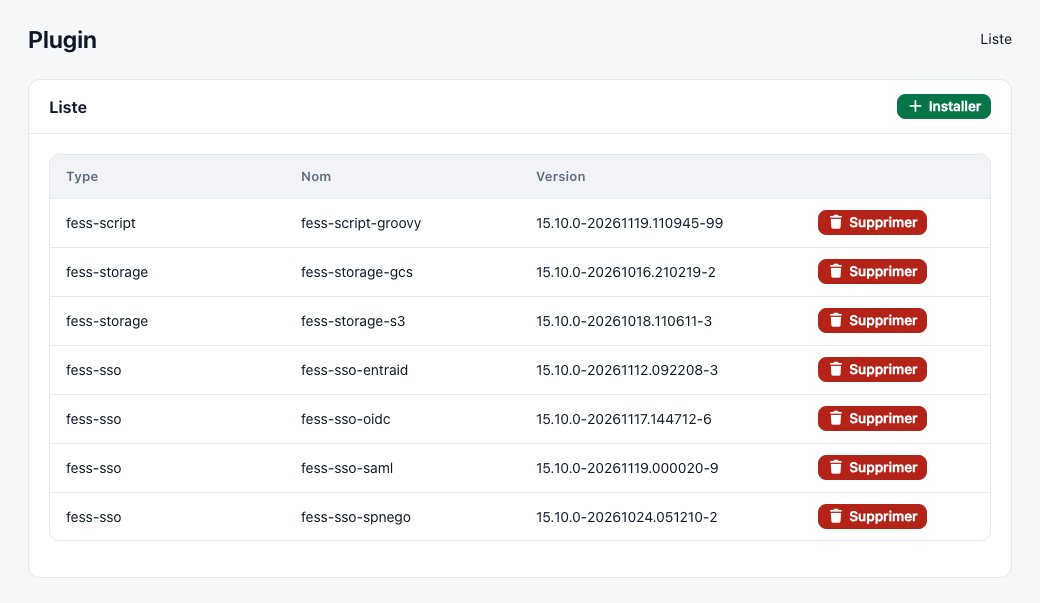 Plugin
Liste
Liste
Installer
Type Nom Version
fess-script fess-script-groovy 15.10.0-20261119.110945-99 Supprimer
fess-storage fess-storage-gcs 15.10.0-20261016.210219-2 Supprimer
fess-storage fess-storage-s3 15.10.0-20261018.110611-3 Supprimer
fess-sso fess-sso-entraid 15.10.0-20261112.092208-3 Supprimer
fess-sso fess-sso-oidc 15.10.0-20261117.144712-6 Supprimer
fess-sso fess-sso-saml 15.10.0-20261119.000020-9 Supprimer
fess-sso fess-sso-spnego 15.10.0-20261024.051210-2 Supprimer